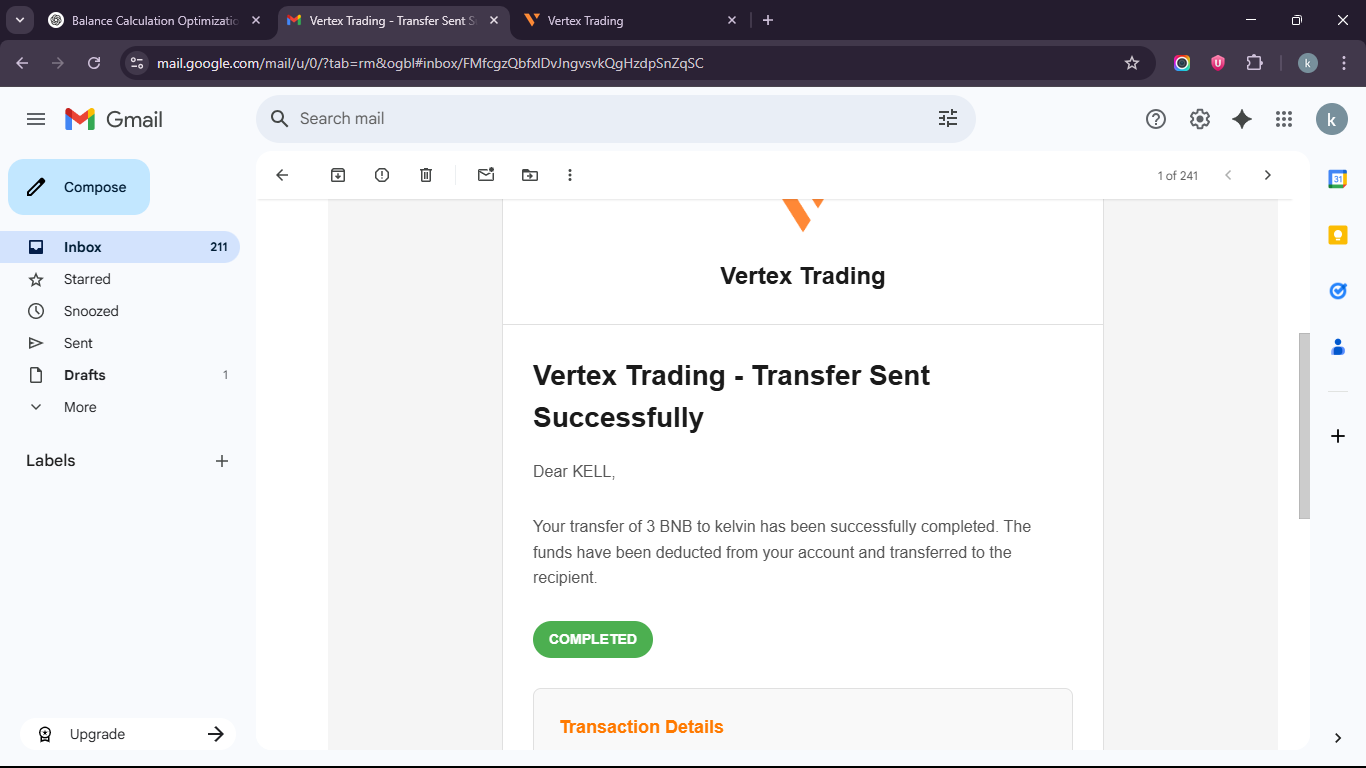 Balance Calculation Optimizatio
Vertex Trading - Transfer Sent S
Vertex Trading
mail.google.com/mail/u/0/?tab=rm&ogbl#inbox/FMfcgzQbfxlDvJngvsvkQgHzdpSnZqSC
k
Gmail
Search mail
k
Compose
1 of 241
31
Inbox 211
Starred
Snoozed
Sent
Drafts 1
More
Labels
Upgrade
Vertex Trading
Vertex Trading - Transfer Sent
Successfully
Dear KELL,
Your transfer of 3 BNB to kelvin has been successfully completed. The
funds have been deducted from your account and transferred to the
recipient.
COMPLETED
Transaction Details